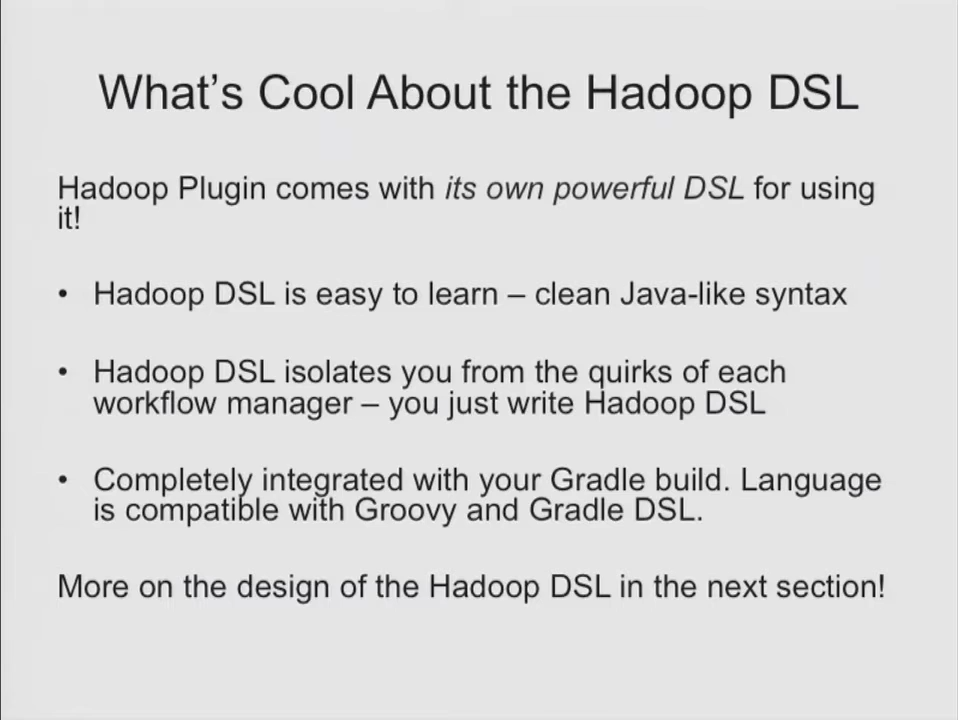 What’s Cool About the Hadoop DSL
Hadoop Plugin comes with its own powerful DSL for using
it!
• Hadoop DSL is easy to learn – clean Java-like syntax
• Hadoop DSL isolates you from the quirks of each
workflow manager – you just write Hadoop DSL
• Completely integrated with your Gradle build. Language
is compatible with Groovy and Gradle DSL.
More on the design of the Hadoop DSL in the next section!